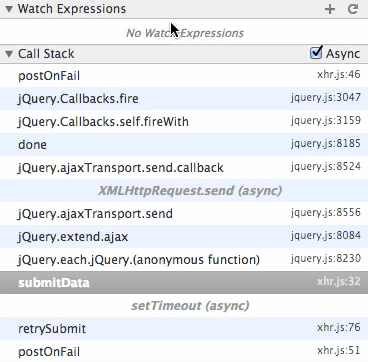 Watch Expressions
No Watch Expressions
Call Stack Async
postOnFail xhr.js:46
jQuery.Callbacks.fire jquery.js:3047
jQuery.Callbacks.self.fireWith jquery.js:3159
done jquery.js:8185
jQuery.ajaxTransport.send.callback jquery.js:8524
XMLHttpRequest.send (async)
jQuery.ajaxTransport.send jquery.js:8556
jQuery.extend.ajax jquery.js:8084
jQuery.each.jQuery.(anonymous function) jquery.js:8230
submitData xhr.js:32
setTimeout (async)
retrySubmit xhr.js:76
postOnFail xhr.js:51